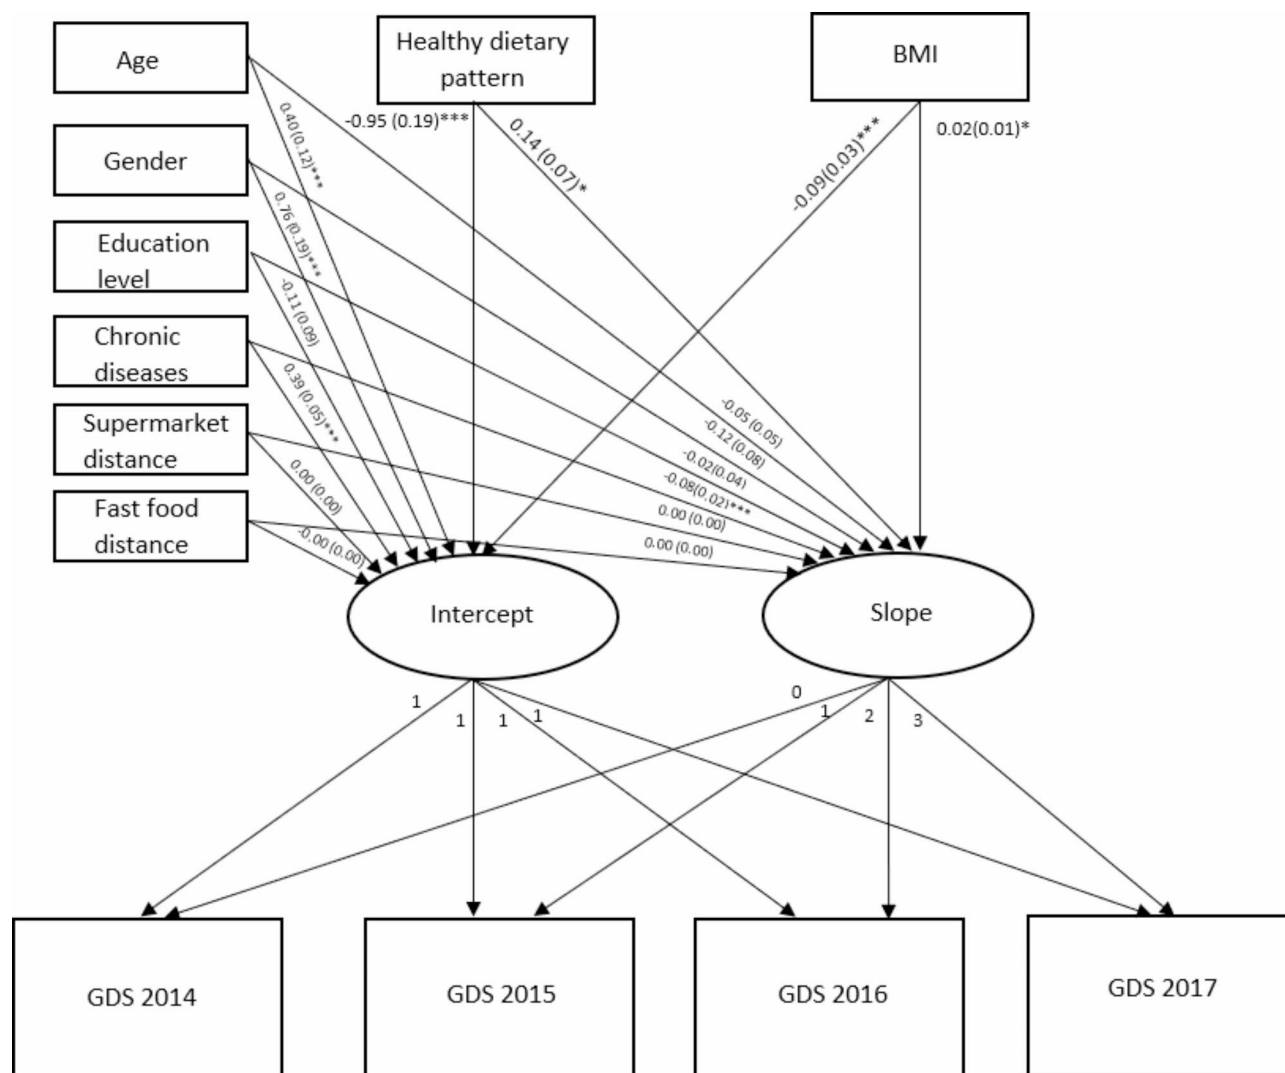 Age
Healthy dietary
pattern
BMI
-0.95 (0.19)***
0.14 (0.07)*
-0.09(0.03)***
0.02(0.01)*
0.40 (0.12)***
Gender
0.76 (0.19)***
Education
level
-0.11 (0.09)
Chronic
diseases
0.39 (0.05)***
Supermarket
distance
0.00 (0.00)
Fast food
distance
-0.00 (0.00)
-0.05 (0.05)
-0.12 (0.08)
-0.02(0.04)
-0.08(0.02)***
0.00 (0.00)
0.00 (0.00)
Intercept
Slope
1
1
1
1
0
1
2
3
GDS 2014
GDS 2015
GDS 2016
GDS 2017